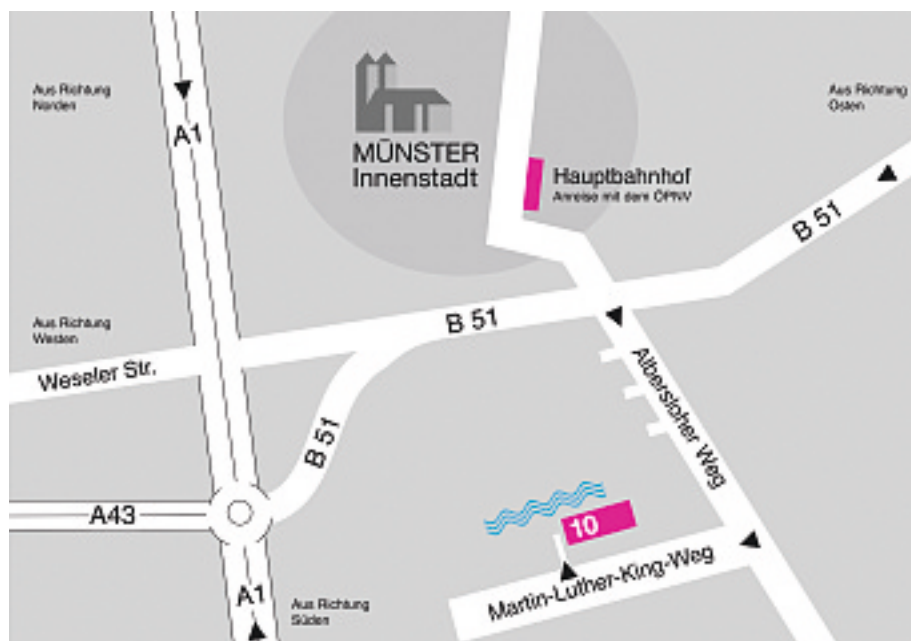 Aus Richtung
Norden
A1
MÜNSTER
Innenstadt
Hauptbahnhof
Anreise mit dem ÖPNV
Aus Richtung
Osten
B 51
B 51
Aus Richtung
Westen
Weseler Str.
Albersloher Weg
B 51
A43
10
Martin-Luther-King-Weg
A1
Aus Richtung
Süden